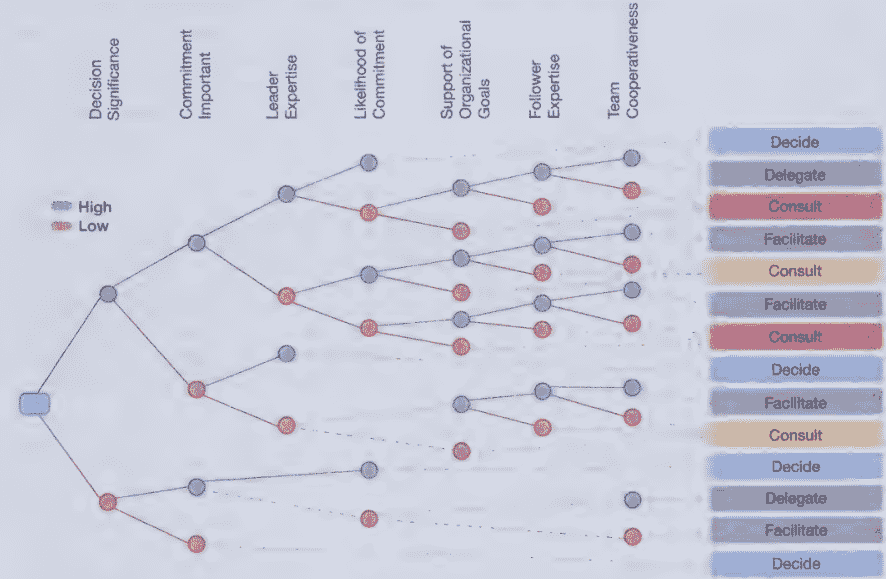 Decision
Significance
Commitment
Important
Leader
Expertise
Likelihood of
Commitment
Support of
Organizational
Goals
Follower
Expertise
Team
Cooperativeness
High
Low
Decide
Delegate
Consult
Facilitate
Consult
Facilitate
Consult
Decide
Facilitate
Consult
Decide
Delegate
Facilitate
Decide